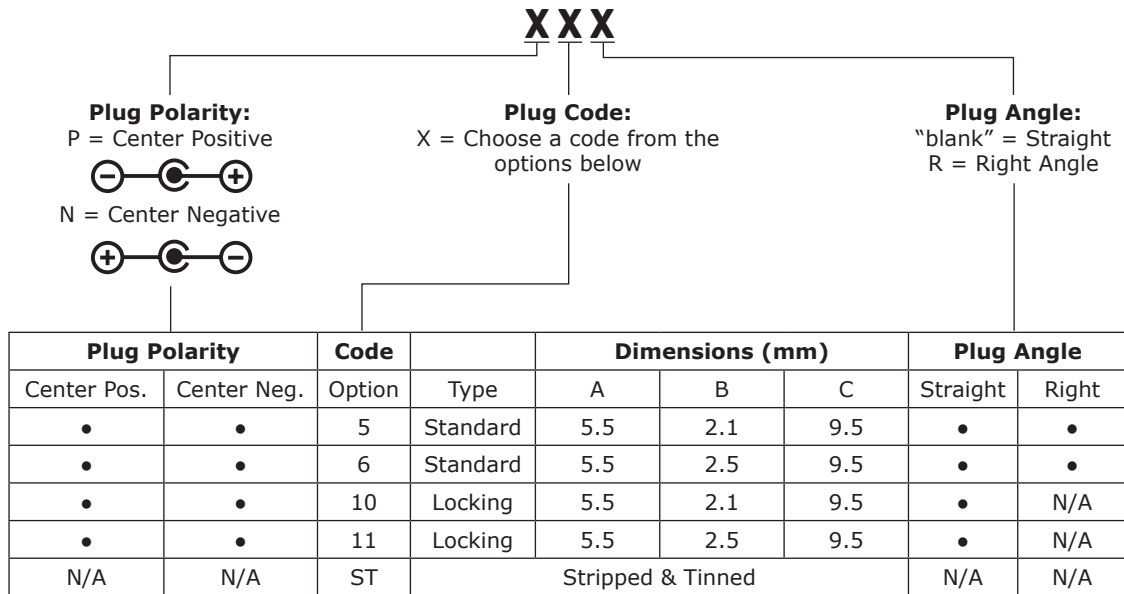 X X X
Plug Polarity:
P = Center Positive
N = Center Negative
Plug Code:
X = Choose a code from the
options below
Plug Angle:
“blank” = Straight
R = Right Angle
Plug Polarity Code Dimensions (mm) Plug Angle
Center Pos. Center Neg. Option Type A B C Straight Right
● ● 5 Standard 5.5 2.1 9.5 ● ●
● ● 6 Standard 5.5 2.5 9.5 ● ●
● ● 10 Locking 5.5 2.1 9.5 ● N/A
● ● 11 Locking 5.5 2.5 9.5 ● N/A
N/A N/A ST Stripped & Tinned N/A N/A